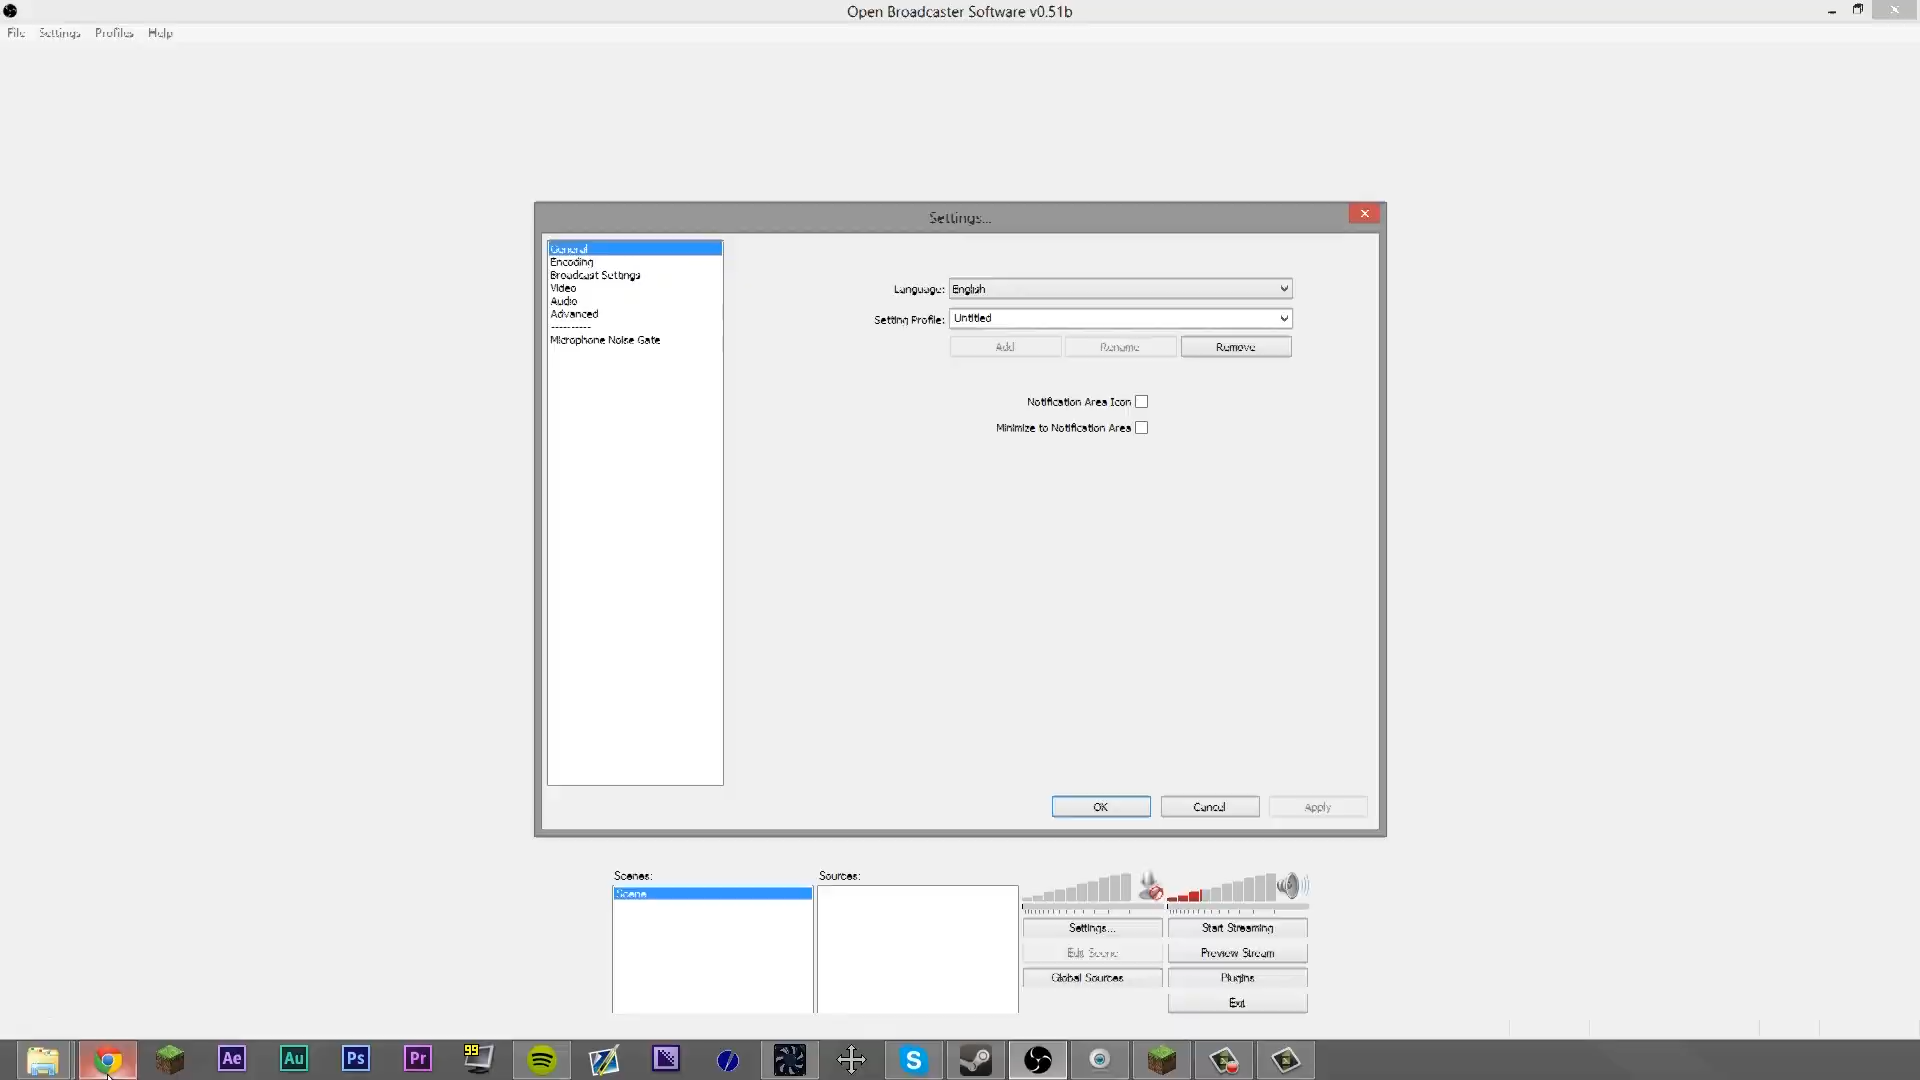 Open Broadcaster Software v0.51b
File Settings Profiles Help
Settings...
General
Encoding
Broadcast Settings
Video
Audio
Advanced
----------
Microphone Noise Gate
Language: English
Setting Profile: Untitled
Add Rename Remove
Notification Area Icon
Minimize to Notification Area
OK Cancel Apply
Scenes: Sources:
Scene
Settings... Start Streaming
Edit Scene Preview Stream
Global Sources Plugins
Exit
Ae Au Ps Pr 99 S